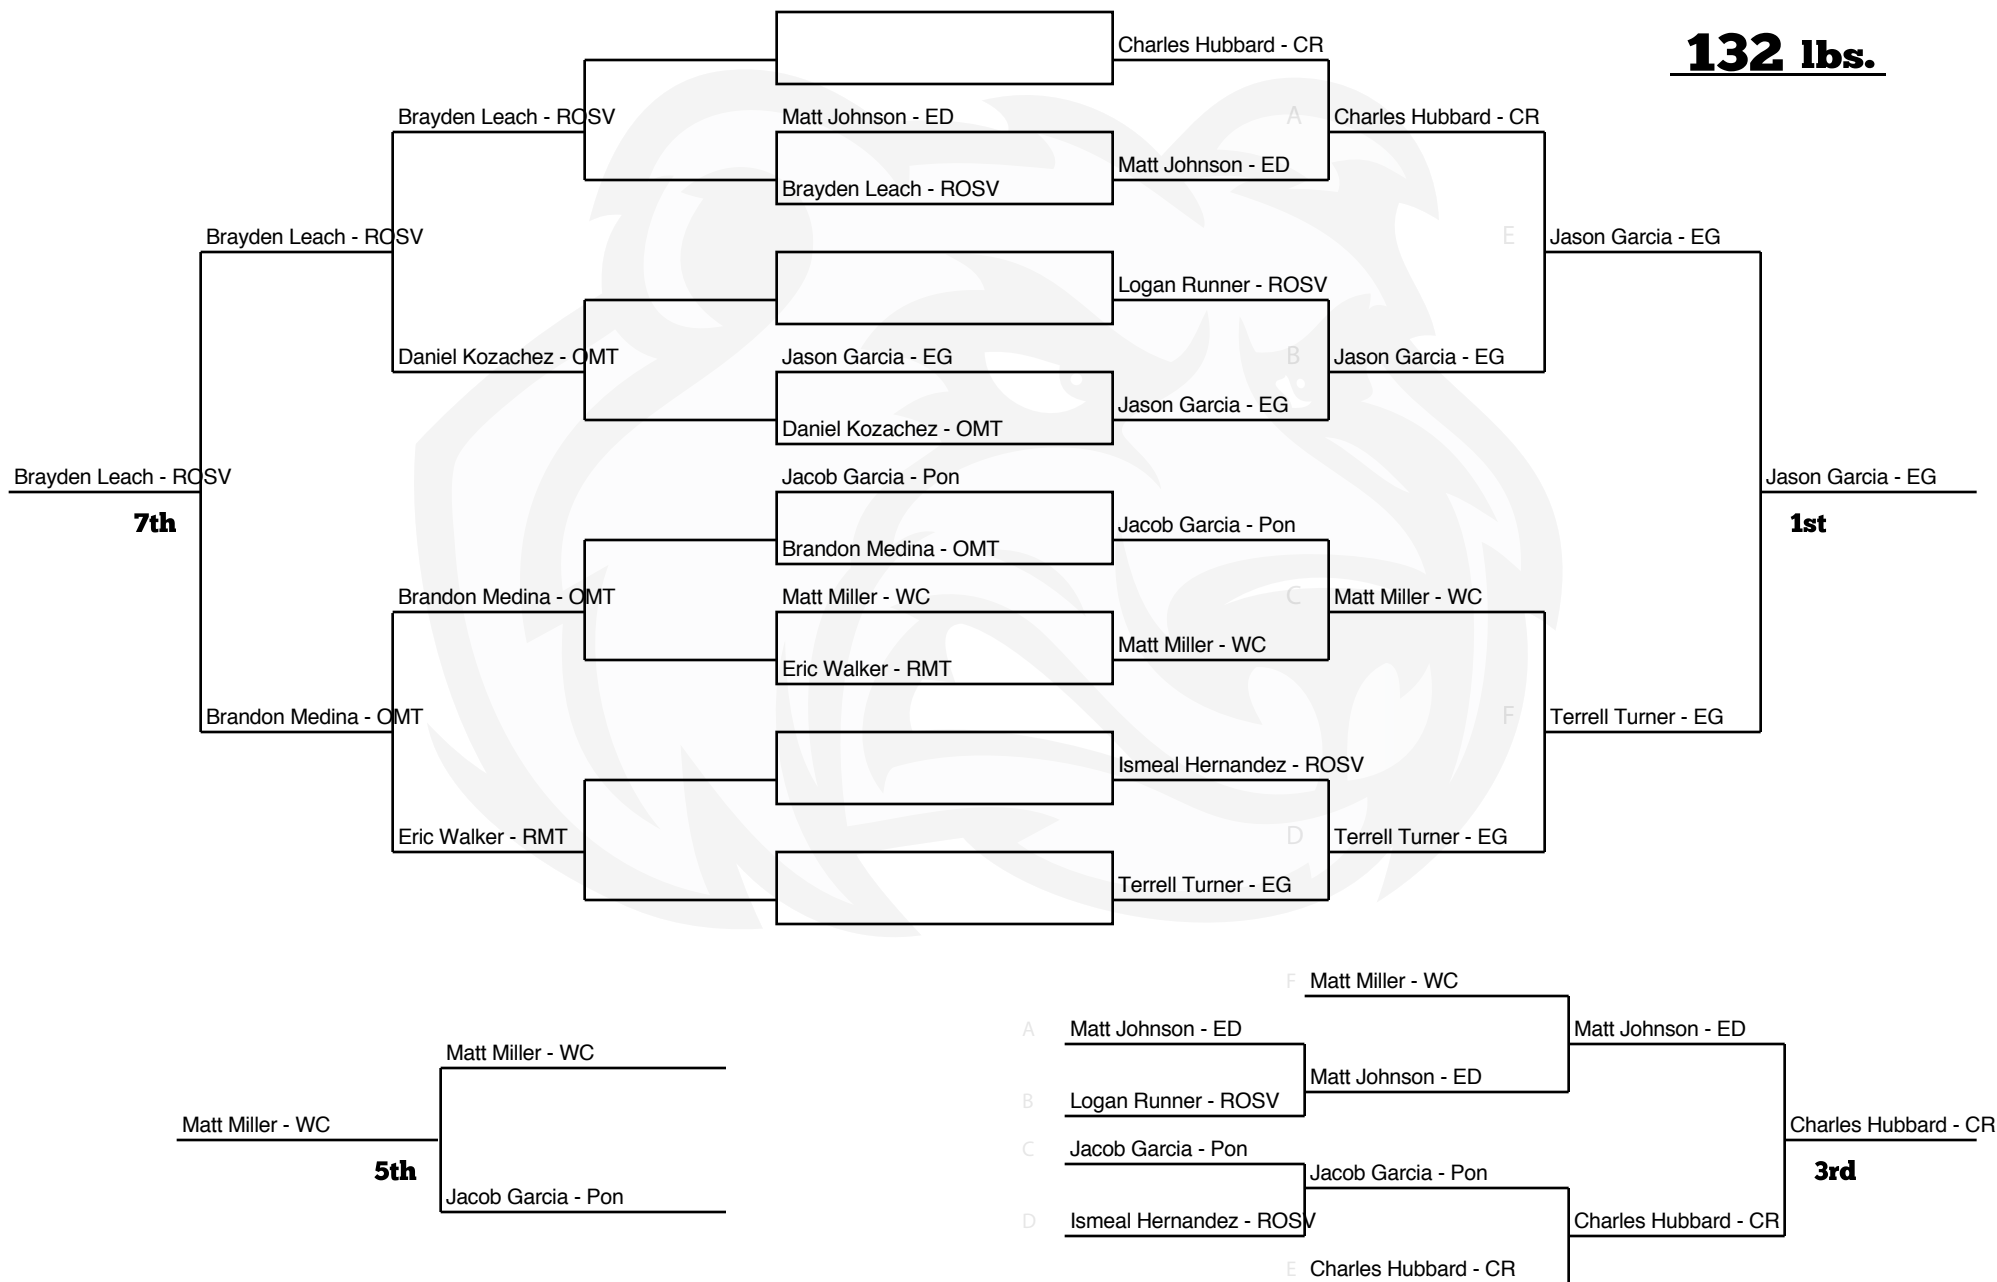 132 lbs.
Charles Hubbard - CR
Brayden Leach - ROSV
Matt Johnson - ED
A
Charles Hubbard - CR
Matt Johnson - ED
Brayden Leach - ROSV
Brayden Leach - ROSV
E
Jason Garcia - EG
Logan Runner - ROSV
Daniel Kozachez - OMT
Jason Garcia - EG
B
Jason Garcia - EG
Jason Garcia - EG
Daniel Kozachez - OMT
Brayden Leach - ROSV
Jacob Garcia - Pon
Jason Garcia - EG
7th
Jacob Garcia - Pon
1st
Brandon Medina - OMT
Brandon Medina - OMT
Matt Miller - WC
C
Matt Miller - WC
Matt Miller - WC
Eric Walker - RMT
Brandon Medina - OMT
F
Terrell Turner - EG
Ismeal Hernandez - ROSV
Eric Walker - RMT
D
Terrell Turner - EG
Terrell Turner - EG
F
Matt Miller - WC
A
Matt Johnson - ED
Matt Johnson - ED
Matt Miller - WC
Matt Johnson - ED
B
Logan Runner - ROSV
Matt Miller - WC
Charles Hubbard - CR
C
Jacob Garcia - Pon
5th
Jacob Garcia - Pon
3rd
Jacob Garcia - Pon
D
Ismeal Hernandez - ROSV
Charles Hubbard - CR
E
Charles Hubbard - CR